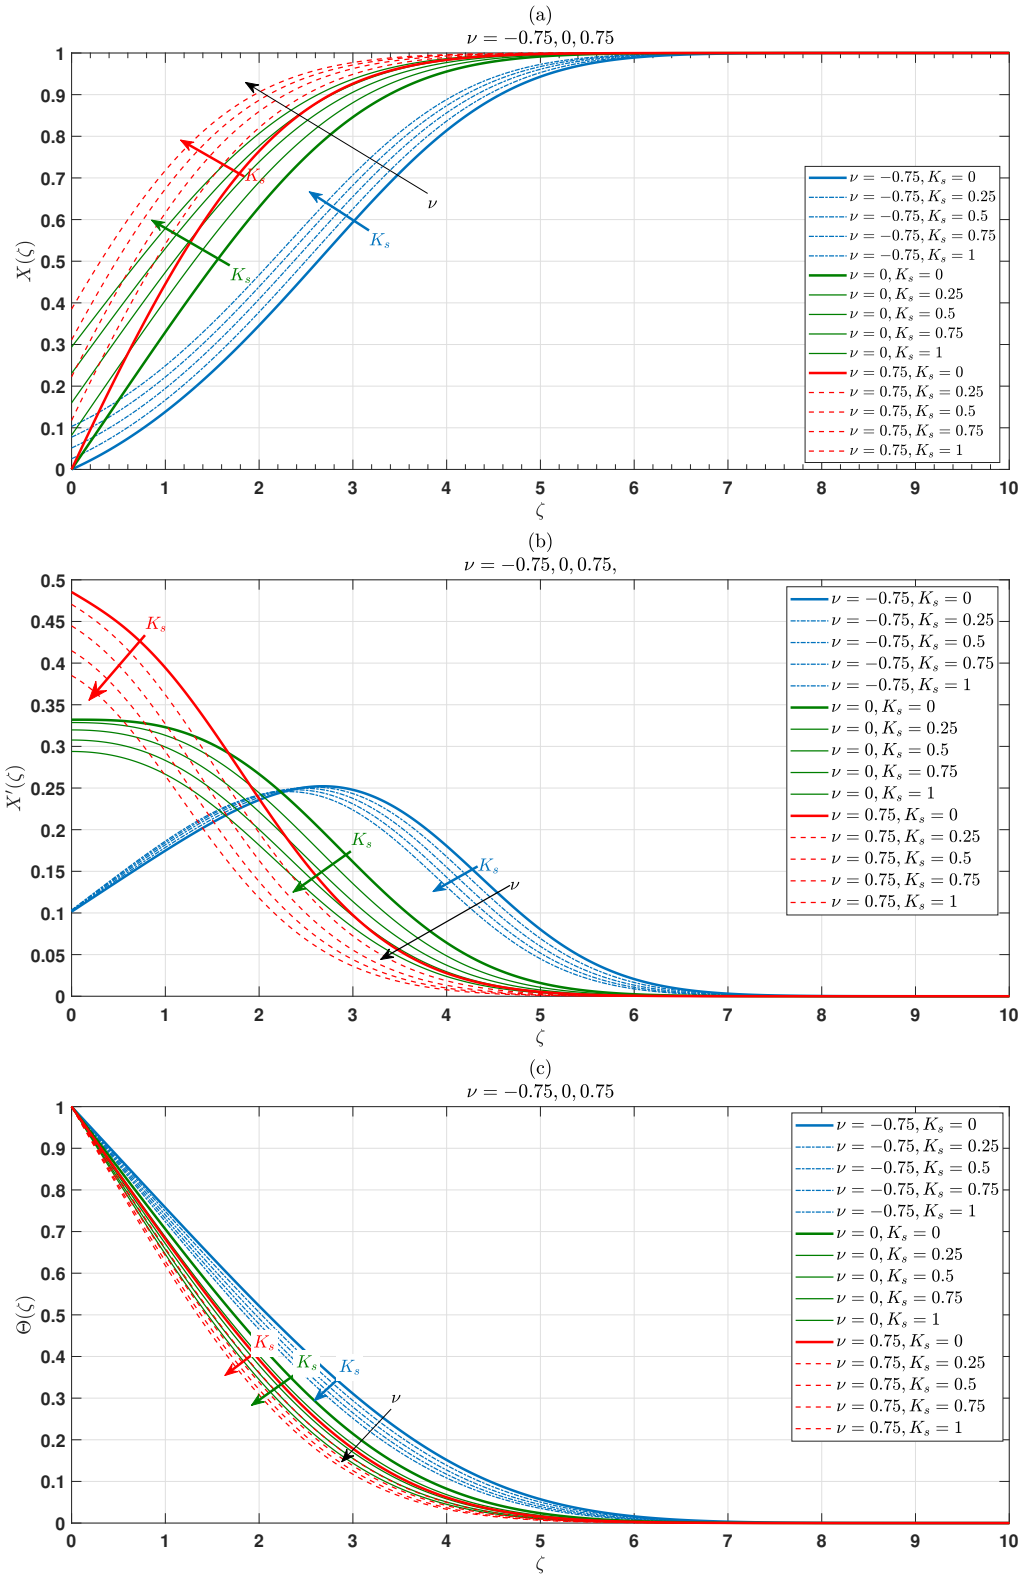 (a)
ν = −0.75, 0, 0.75
1
0.9
0.8
0.7
0.6
0.5
0.4
0.3
0.2
0.1
0
X(ζ)
K_s
K_s
K_s
ν
ν = −0.75, K_s = 0
ν = −0.75, K_s = 0.25
ν = −0.75, K_s = 0.5
ν = −0.75, K_s = 0.75
ν = −0.75, K_s = 1
ν = 0, K_s = 0
ν = 0, K_s = 0.25
ν = 0, K_s = 0.5
ν = 0, K_s = 0.75
ν = 0, K_s = 1
ν = 0.75, K_s = 0
ν = 0.75, K_s = 0.25
ν = 0.75, K_s = 0.5
ν = 0.75, K_s = 0.75
ν = 0.75, K_s = 1
0 1 2 3 4 5 6 7 8 9 10
ζ
(b)
ν = −0.75, 0, 0.75,
0.5
0.45
0.4
0.35
0.3
0.25
0.2
0.15
0.1
0.05
0
X′(ζ)
K_s
K_s
K_s
ν
ν = −0.75, K_s = 0
ν = −0.75, K_s = 0.25
ν = −0.75, K_s = 0.5
ν = −0.75, K_s = 0.75
ν = −0.75, K_s = 1
ν = 0, K_s = 0
ν = 0, K_s = 0.25
ν = 0, K_s = 0.5
ν = 0, K_s = 0.75
ν = 0, K_s = 1
ν = 0.75, K_s = 0
ν = 0.75, K_s = 0.25
ν = 0.75, K_s = 0.5
ν = 0.75, K_s = 0.75
ν = 0.75, K_s = 1
0 1 2 3 4 5 6 7 8 9 10
ζ
(c)
ν = −0.75, 0, 0.75
1
0.9
0.8
0.7
0.6
0.5
0.4
0.3
0.2
0.1
0
Θ(ζ)
K_s
K_s
K_s
ν
ν = −0.75, K_s = 0
ν = −0.75, K_s = 0.25
ν = −0.75, K_s = 0.5
ν = −0.75, K_s = 0.75
ν = −0.75, K_s = 1
ν = 0, K_s = 0
ν = 0, K_s = 0.25
ν = 0, K_s = 0.5
ν = 0, K_s = 0.75
ν = 0, K_s = 1
ν = 0.75, K_s = 0
ν = 0.75, K_s = 0.25
ν = 0.75, K_s = 0.5
ν = 0.75, K_s = 0.75
ν = 0.75, K_s = 1
0 1 2 3 4 5 6 7 8 9 10
ζ